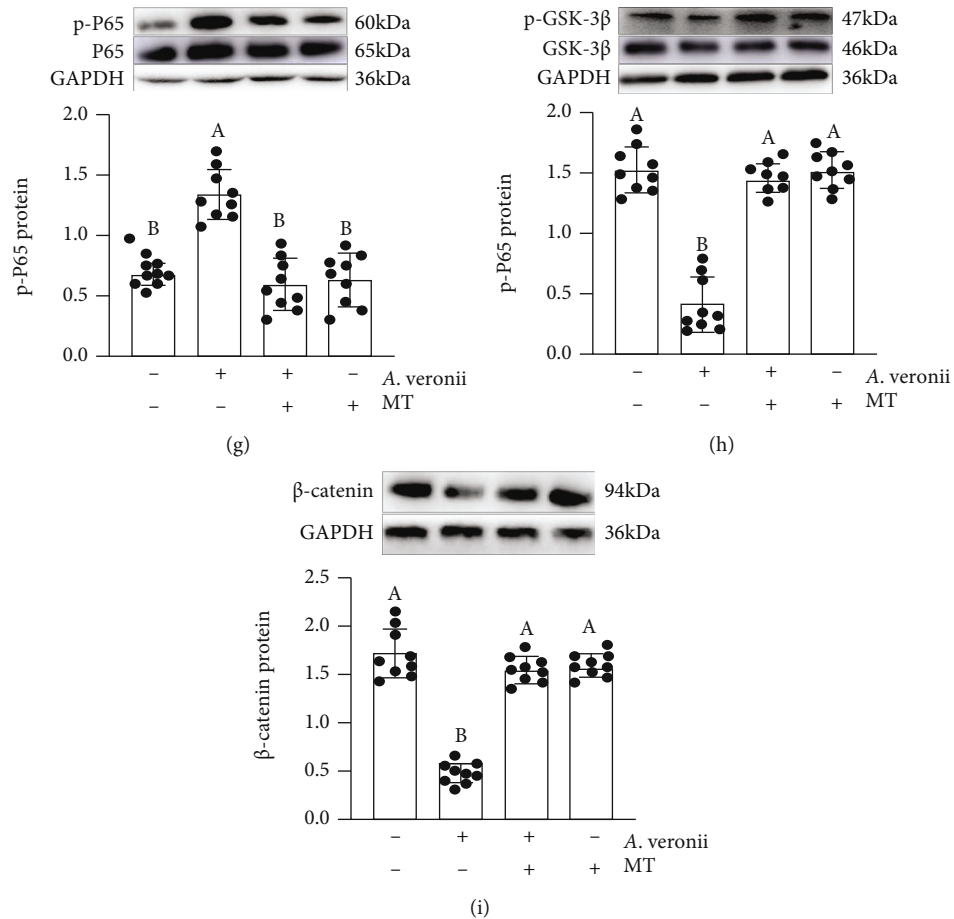 p-P65 60kDa
P65 65kDa
GAPDH 36kDa
2.0
1.5
1.0
0.5
0.0
p-P65 protein
B A B B
– + + – A. veronii
– – + + MT
(g)
p-GSK-3β 47kDa
GSK-3β 46kDa
GAPDH 36kDa
2.0
1.5
1.0
0.5
0.0
p-P65 protein
A B A A
– + + – A. veronii
– – + + MT
(h)
β-catenin 94kDa
GAPDH 36kDa
2.5
2.0
1.5
1.0
0.5
0.0
β-catenin protein
A B A A
– + + – A. veronii
– – + + MT
(i)